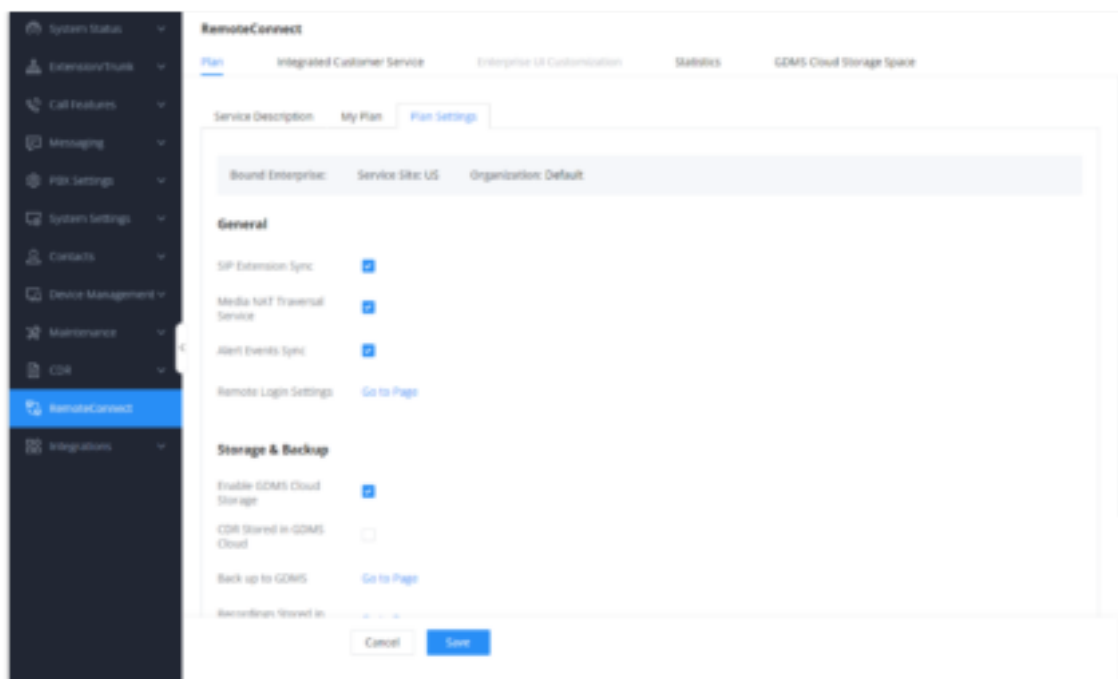 System Status
Extension/Trunk
Call Features
Messaging
PBX Settings
System Settings
Contacts
Device Management
Maintenance
CDR
RemoteConnect
Integrations
RemoteConnect
Plan Integrated Customer Service Enterprise UI Customization Statistics GDMS Cloud Storage Space
Service Description My Plan Plan Settings
Bound Enterprise: Service Site: US Organization: Default
General
SIP Extension Sync
Media NAT Traversal
Service
Alert Events Sync
Remote Login Settings Go to Page
Storage & Backup
Enable GDMS Cloud
Storage
CDR Stored in GDMS
Cloud
Back up to GDMS Go to Page
Recordings Stored in
Cancel Save